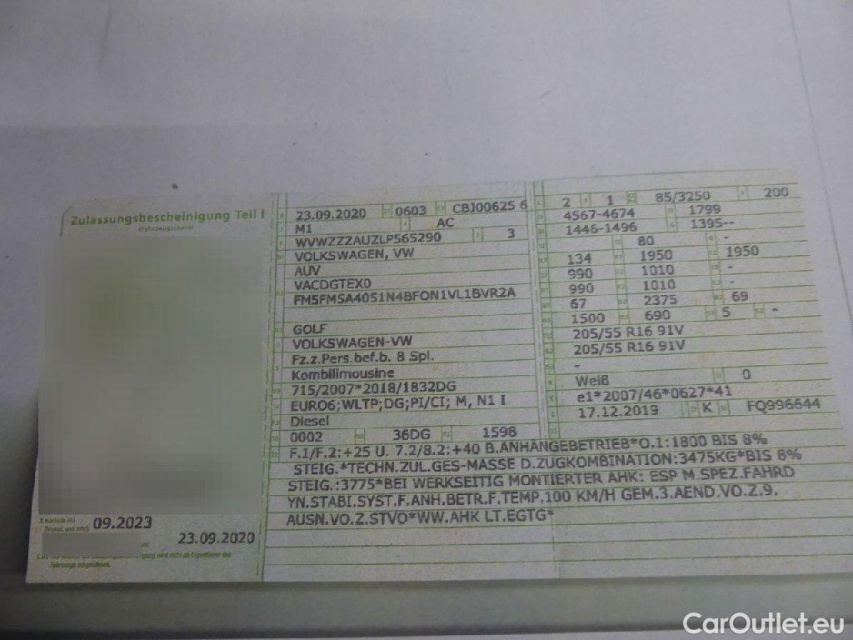 Zulassungsbescheinigung Teil I
(Fahrzeugschein)
09.2023
23.09.2020
23.09.2020 0603 CBJ00625 6
M1 AC
WVWZZZAUZLP565290 3
VOLKSWAGEN, VW
AUV
VACDGTEX0
FM5FM5A4051N4BFON1VL1BVR2A
GOLF
VOLKSWAGEN-VW
Fz.z.Pers.bef.b. 8 Spl.
Kombilimousine
715/2007*2018/1832DG
EURO6;WLTP;DG;PI/CI; M, N1 I
Diesel
0002 36DG 1598
2 1 85/3250 200
4567-4674 1799
1446-1496 1395--
80 -
134 1950 1950
990 1010 -
990 1010 -
67 2375 69
1500 690 5 -
205/55 R16 91V
205/55 R16 91V
-
Weiß 0
e1*2007/46*0627*41
17.12.2019 K FQ996644
F.1/F.2:+25 U. 7.2/8.2:+40 B.ANHÄNGEBETRIEB*O.1:1800 BIS 8%
STEIG.*TECHN.ZUL.GES-MASSE D.ZUGKOMBINATION:3475KG*BIS 8%
STEIG.:3775*BEI WERKSEITIG MONTIERTER AHK: ESP M.SPEZ.FAHRD
YN.STABI.SYST.F.ANH.BETR.F.TEMP.100 KM/H GEM.3.AEND.VO.Z.9.
AUSN.VO.Z.STVO*WW.AHK LT.EGTG*
CarOutlet.eu